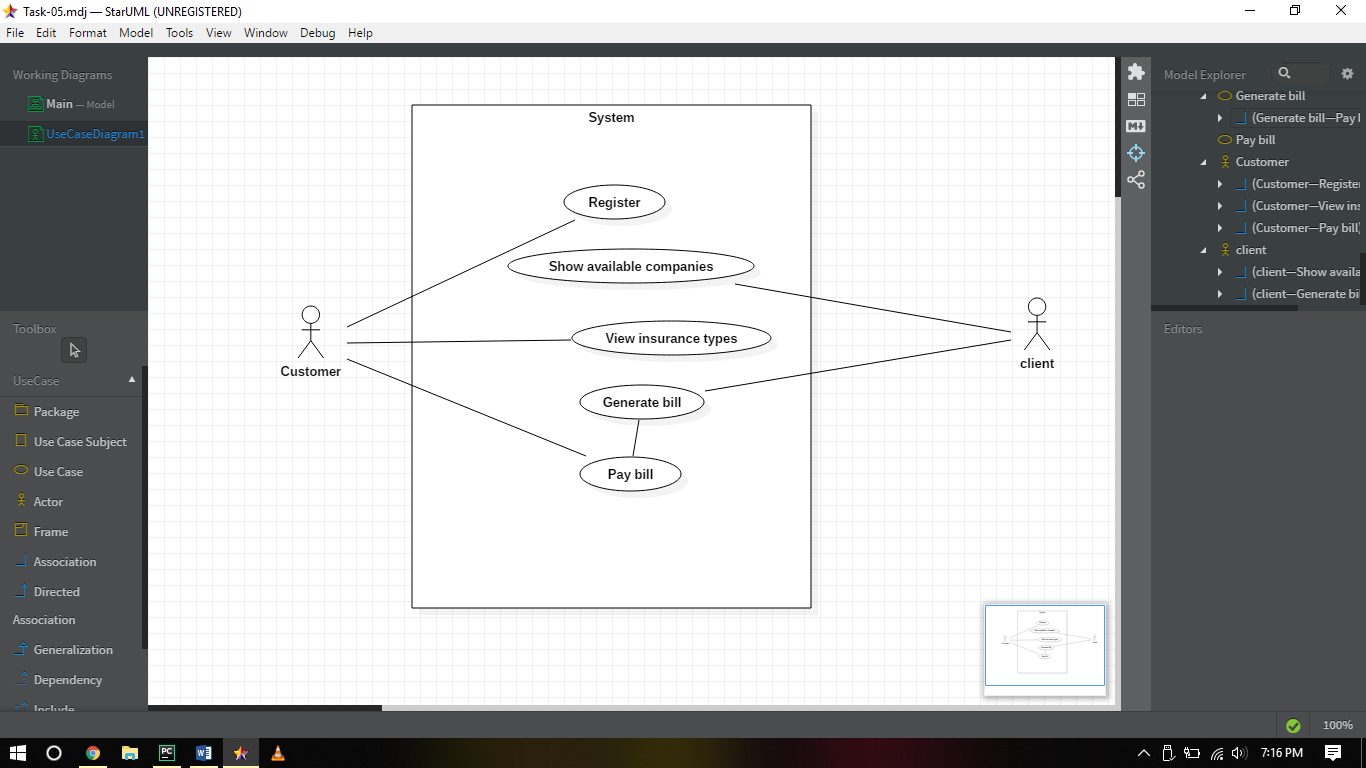 Task-05.mdj — StarUML (UNREGISTERED)
File Edit Format Model Tools View Window Debug Help
Working Diagrams
Main — Model
UseCaseDiagram1
Toolbox
UseCase
Package
Use Case Subject
Use Case
Actor
Frame
Association
Directed
Association
Generalization
Dependency
Include
System
Register
Show available companies
View insurance types
Generate bill
Pay bill
Customer
client
Model Explorer
Generate bill
(Generate bill—Pay b
Pay bill
Customer
(Customer—Register
(Customer—View ins
(Customer—Pay bill)
client
(client—Show availa
(client—Generate bil
Editors
100%
7:16 PM